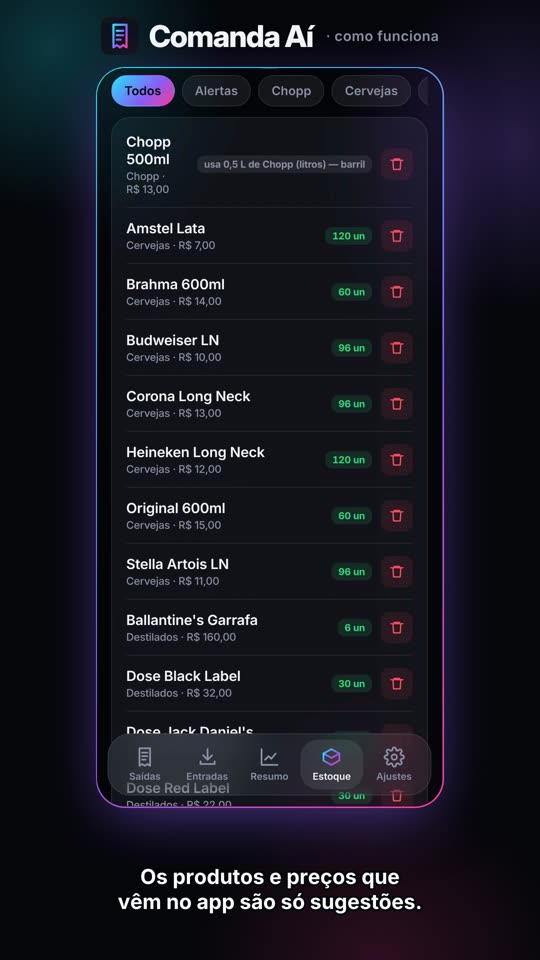 Comanda Aí · como funciona
Todos
Alertas
Chopp
Cervejas
Chopp
500ml
Chopp ·
R$ 13,00
usa 0,5 L de Chopp (litros) — barril
Amstel Lata
Cervejas · R$ 7,00
120 un
Brahma 600ml
Cervejas · R$ 14,00
60 un
Budweiser LN
Cervejas · R$ 10,00
96 un
Corona Long Neck
Cervejas · R$ 13,00
96 un
Heineken Long Neck
Cervejas · R$ 12,00
120 un
Original 600ml
Cervejas · R$ 15,00
60 un
Stella Artois LN
Cervejas · R$ 11,00
96 un
Ballantine's Garrafa
Destilados · R$ 160,00
6 un
Dose Black Label
Destilados · R$ 32,00
30 un
Dose Jack Daniel's
Saídas
Entradas
Resumo
Estoque
Ajustes
Dose Red Label
Destilados · R$ 22,00
30 un
Os produtos e preços que
vêm no app são só sugestões.